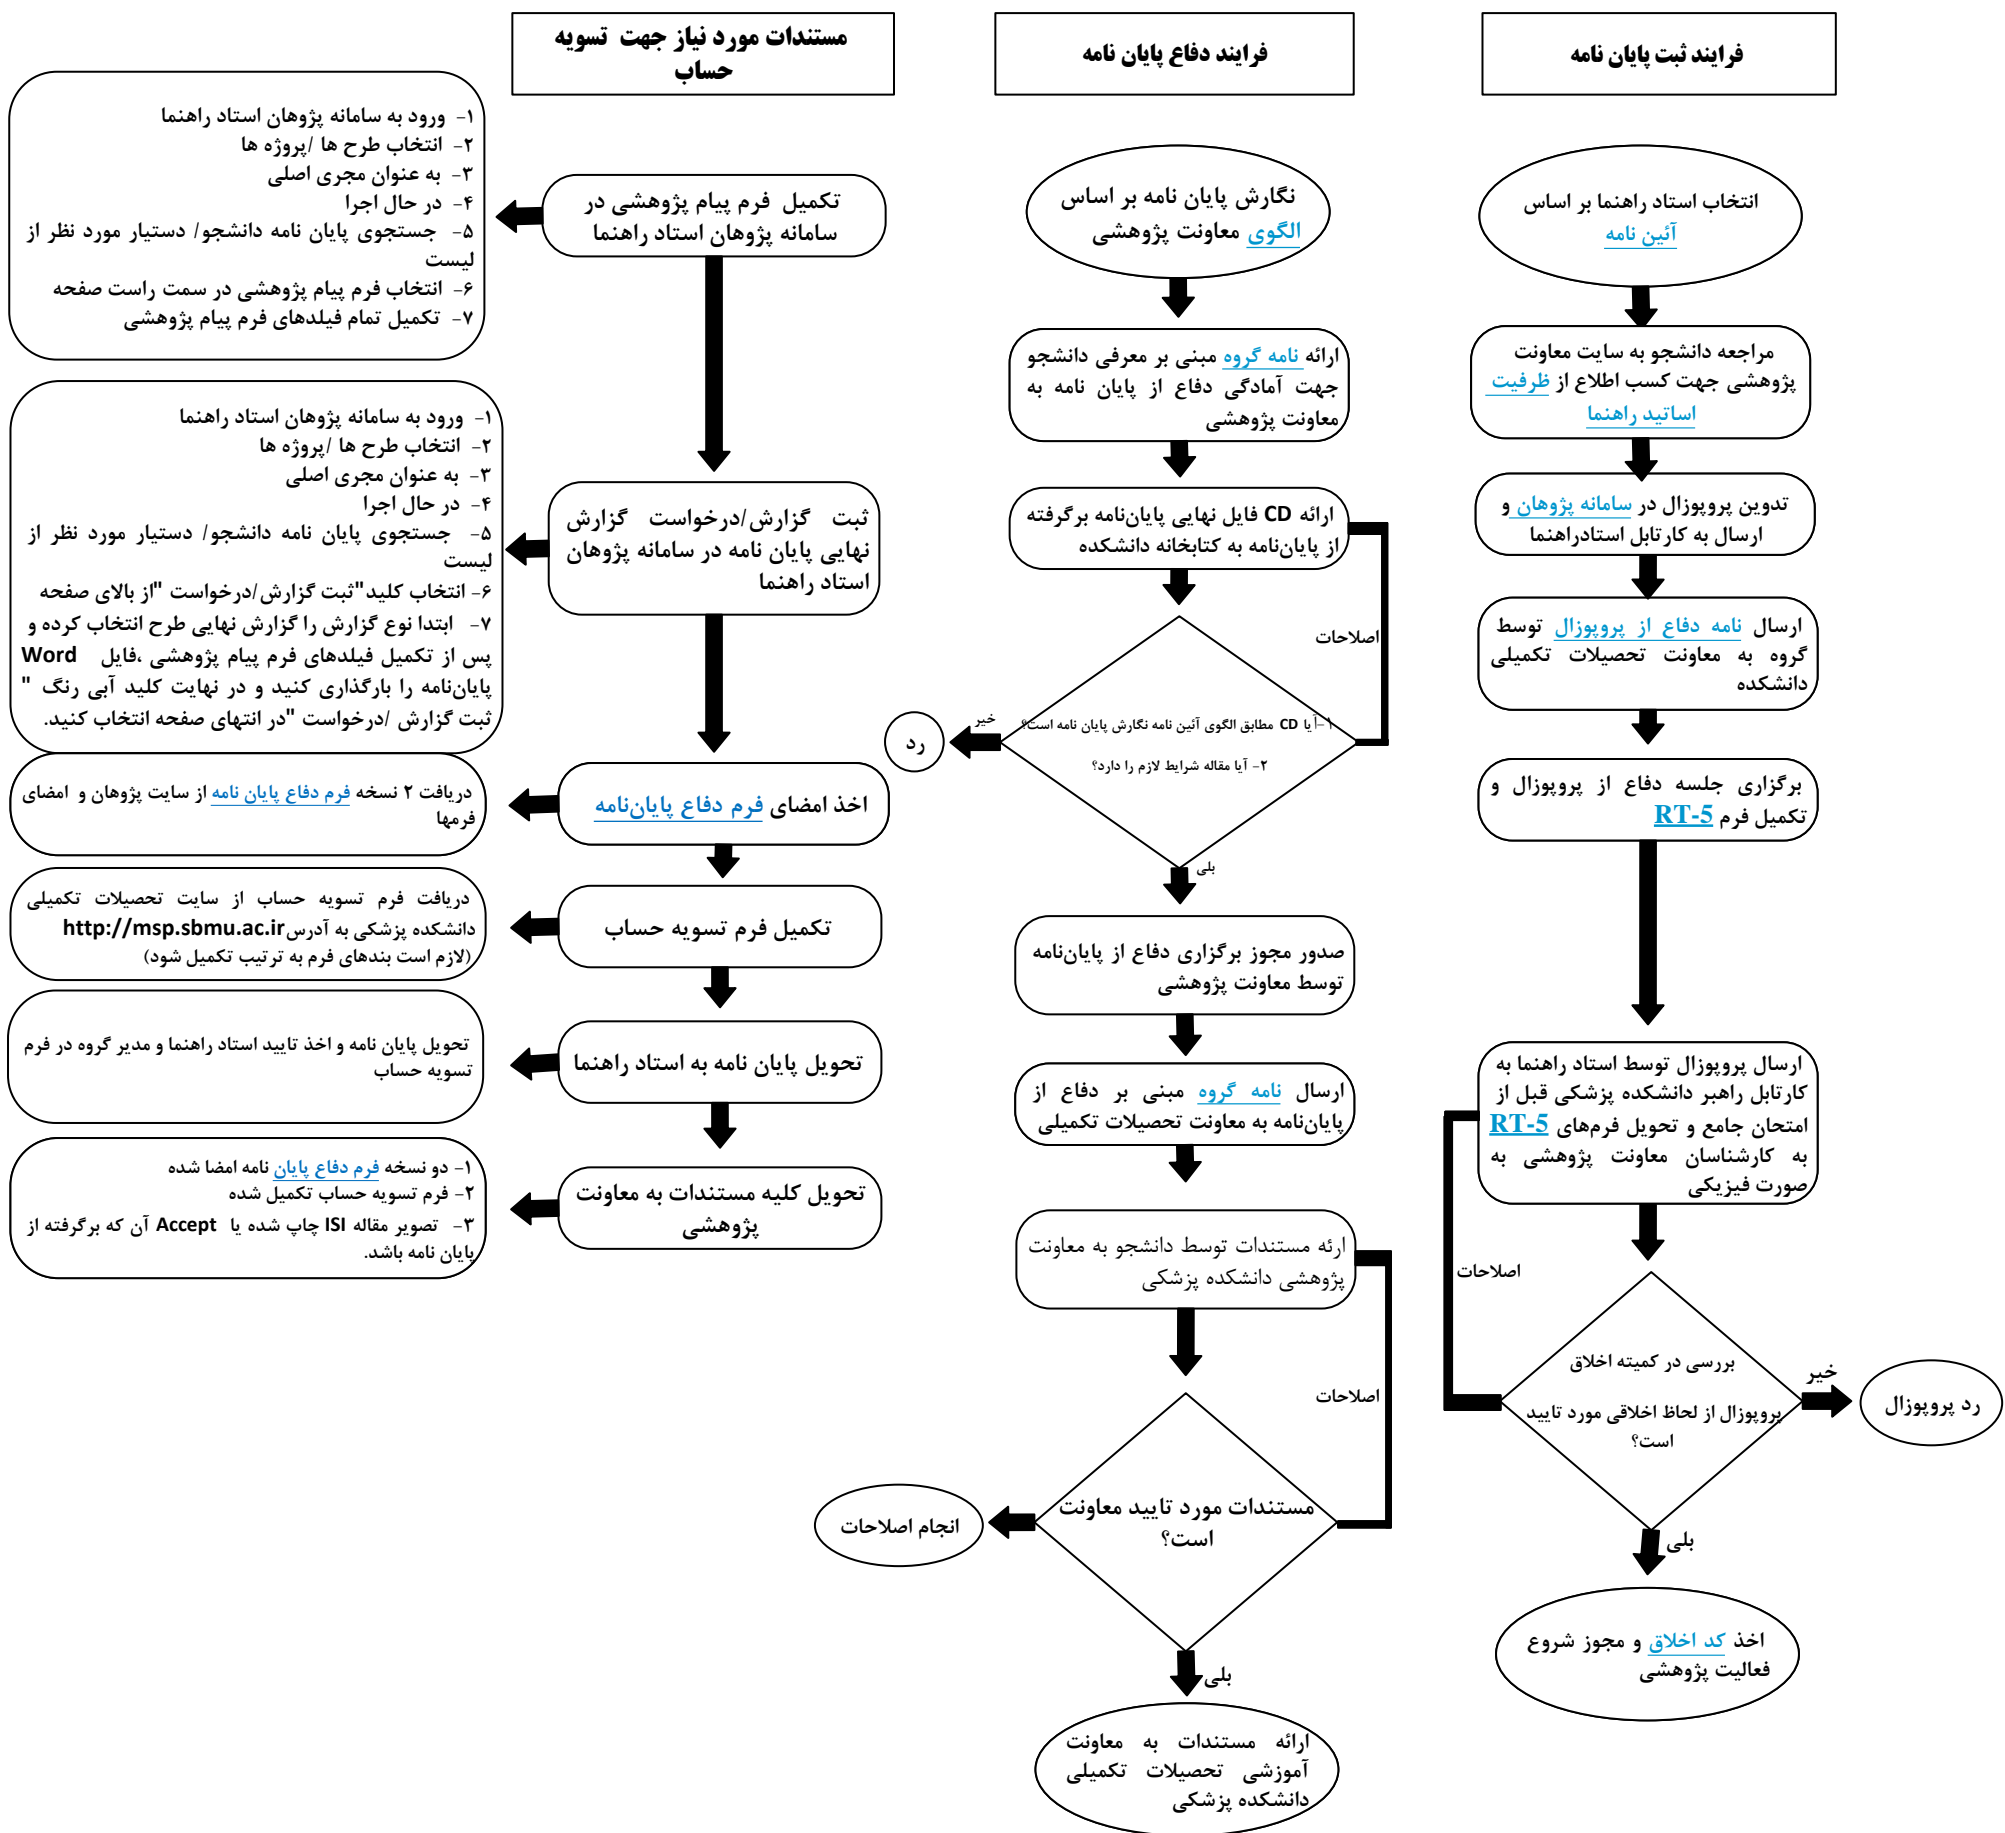 فرایند ثبت پایان نامه
انتخاب استاد راهنما بر اساس
آئین نامه
مراجعه دانشجو به سایت معاونت
پژوهشی جهت کسب اطلاع از ظرفیت
اساتید راهنما
تدوین پروپوزال در سامانه پژوهان و
ارسال به کارتابل استادراهنما
ارسال نامه دفاع از پروپوزال توسط
گروه به معاونت تحصیلات تکمیلی
دانشکده
برگزاری جلسه دفاع از پروپوزال و
تکمیل فرم RT-5
ارسال پروپوزال توسط استاد راهنما به
کارتابل راهبر دانشکده پزشکی قبل از
امتحان جامع و تحویل فرم‌های RT-5
به کارشناسان معاونت پژوهشی به
صورت فیزیکی
اصلاحات
بررسی در کمیته اخلاق
پروپوزال از لحاظ اخلاقی مورد تایید
است؟
خیر
رد پروپوزال
بلی
اخذ کد اخلاق و مجوز شروع
فعالیت پژوهشی
فرایند دفاع پایان نامه
نگارش پایان نامه بر اساس
الگوی معاونت پژوهشی
ارائه نامه گروه مبنی بر معرفی دانشجو
جهت آمادگی دفاع از پایان نامه به
معاونت پژوهشی
ارائه CD فایل نهایی پایان‌نامه برگرفته
از پایان‌نامه به کتابخانه دانشکده
اصلاحات
۱-آیا CD مطابق الگوی آئین نامه نگارش پایان نامه است؟
۲- آیا مقاله شرایط لازم را دارد؟
خیر
رد
بلی
صدور مجوز برگزاری دفاع از پایان‌نامه
توسط معاونت پژوهشی
ارسال نامه گروه مبنی بر دفاع از
پایان‌نامه به معاونت تحصیلات تکمیلی
ارئه مستندات توسط دانشجو به معاونت
پژوهشی دانشکده پزشکی
اصلاحات
مستندات مورد تایید معاونت
است؟
انجام اصلاحات
بلی
ارائه مستندات به معاونت
آموزشی تحصیلات تکمیلی
دانشکده پزشکی
مستندات مورد نیاز جهت تسویه
حساب
تکمیل فرم پیام پژوهشی در
سامانه پژوهان استاد راهنما
۱- ورود به سامانه پژوهان استاد راهنما
۲- انتخاب طرح ها /پروژه ها
۳- به عنوان مجری اصلی
۴- در حال اجرا
۵- جستجوی پایان نامه دانشجو/ دستیار مورد نظر از
لیست
۶- انتخاب فرم پیام پژوهشی در سمت راست صفحه
۷- تکمیل تمام فیلدهای فرم پیام پژوهشی
ثبت گزارش/درخواست گزارش
نهایی پایان نامه در سامانه پژوهان
استاد راهنما
۱- ورود به سامانه پژوهان استاد راهنما
۲- انتخاب طرح ها /پروژه ها
۳- به عنوان مجری اصلی
۴- در حال اجرا
۵- جستجوی پایان نامه دانشجو/ دستیار مورد نظر از
لیست
۶- انتخاب کلید"ثبت گزارش/درخواست "از بالای صفحه
۷- ابتدا نوع گزارش را گزارش نهایی طرح انتخاب کرده و
پس از تکمیل فیلدهای فرم پیام پژوهشی ،فایل Word
پایان‌نامه را بارگذاری کنید و در نهایت کلید آبی رنگ "
ثبت گزارش /درخواست "در انتهای صفحه انتخاب کنید.
اخذ امضای فرم دفاع پایان‌نامه
دریافت ۲ نسخه فرم دفاع پایان نامه از سایت پژوهان و امضای
فرمها
تکمیل فرم تسویه حساب
دریافت فرم تسویه حساب از سایت تحصیلات تکمیلی
دانشکده پزشکی به آدرسhttp://msp.sbmu.ac.ir
(لازم است بندهای فرم به ترتیب تکمیل شود)
تحویل پایان نامه به استاد راهنما
تحویل پایان نامه و اخذ تایید استاد راهنما و مدیر گروه در فرم
تسویه حساب
تحویل کلیه مستندات به معاونت
پژوهشی
۱- دو نسخه فرم دفاع پایان نامه امضا شده
۲- فرم تسویه حساب تکمیل شده
۳- تصویر مقاله ISI چاپ شده یا Accept آن که برگرفته از
پایان نامه باشد.